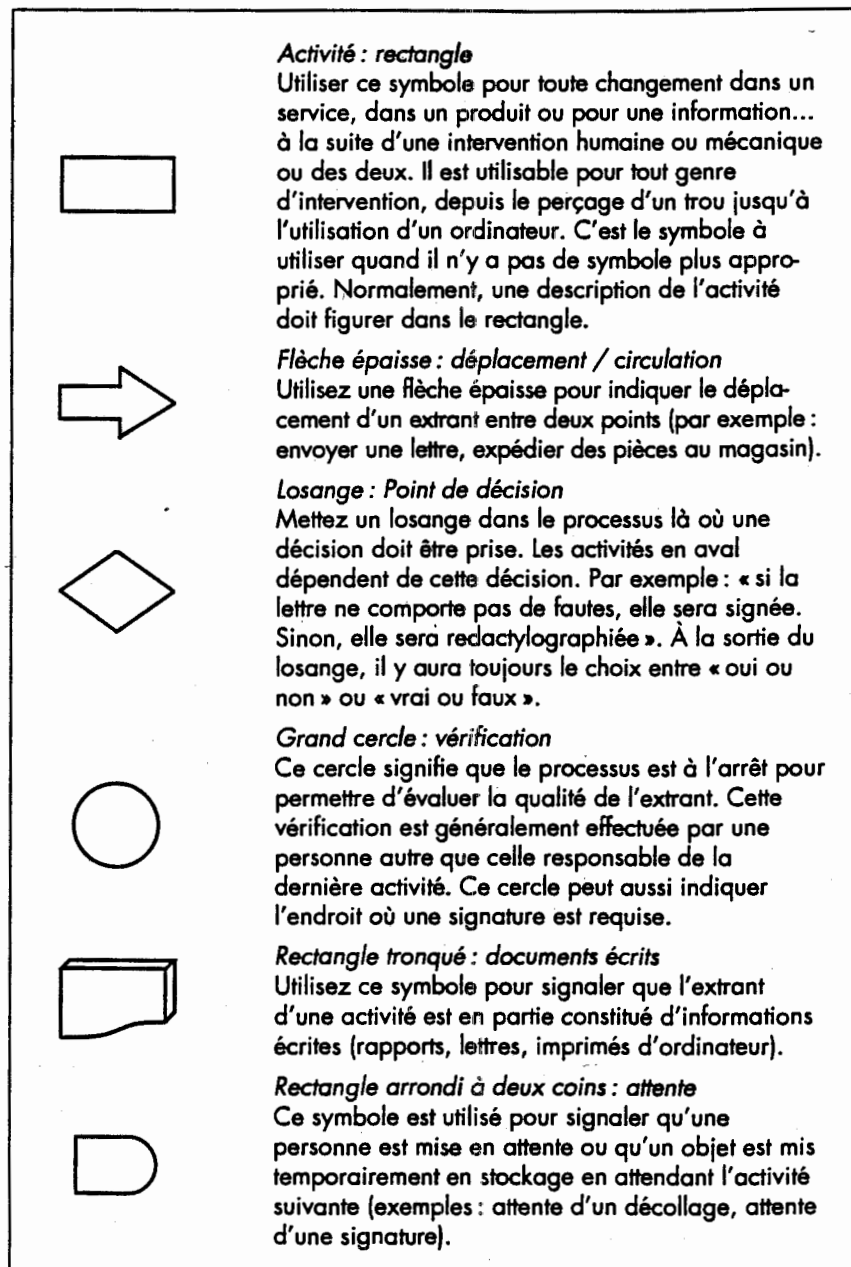 Activité : rectangle
Utiliser ce symbole pour toute changement dans un
service, dans un produit ou pour une information...
à la suite d'une intervention humaine ou mécanique
ou des deux. Il est utilisable pour tout genre
d'intervention, depuis le perçage d'un trou jusqu'à
l'utilisation d'un ordinateur. C'est le symbole à
utiliser quand il n'y a pas de symbole plus appro-
prié. Normalement, une description de l'activité
doit figurer dans le rectangle.
Flèche épaisse : déplacement / circulation
Utilisez une flèche épaisse pour indiquer le dépla-
cement d'un extrant entre deux points (par exemple :
envoyer une lettre, expédier des pièces au magasin).
Losange : Point de décision
Mettez un losange dans le processus là où une
décision doit être prise. Les activités en aval
dépendent de cette décision. Par exemple : « si la
lettre ne comporte pas de fautes, elle sera signée.
Sinon, elle sera redactylographiée ». À la sortie du
losange, il y aura toujours le choix entre « oui ou
non » ou « vrai ou faux ».
Grand cercle : vérification
Ce cercle signifie que le processus est à l'arrêt pour
permettre d'évaluer la qualité de l'extrant. Cette
vérification est généralement effectuée par une
personne autre que celle responsable de la
dernière activité. Ce cercle peut aussi indiquer
l'endroit où une signature est requise.
Rectangle tronqué : documents écrits
Utilisez ce symbole pour signaler que l'extrant
d'une activité est en partie constitué d'informations
écrites (rapports, lettres, imprimés d'ordinateur).
Rectangle arrondi à deux coins : attente
Ce symbole est utilisé pour signaler qu'une
personne est mise en attente ou qu'un objet est mis
temporairement en stockage en attendant l'activité
suivante (exemples : attente d'un décollage, attente
d'une signature).